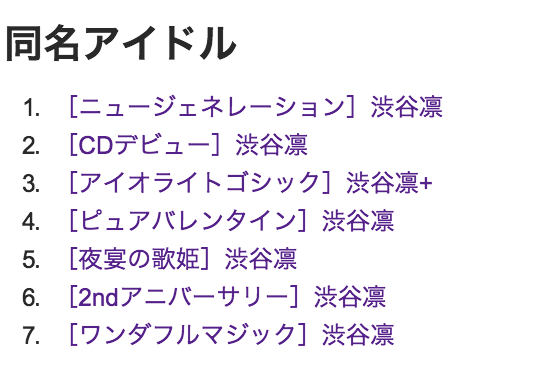 同名アイドル
1. ［ニュージェネレーション］渋谷凛
2. ［CDデビュー］渋谷凛
3. ［アイオライトゴシック］渋谷凛+
4. ［ピュアバレンタイン］渋谷凛
5. ［夜宴の歌姫］渋谷凛
6. ［2ndアニバーサリー］渋谷凛
7. ［ワンダフルマジック］渋谷凛